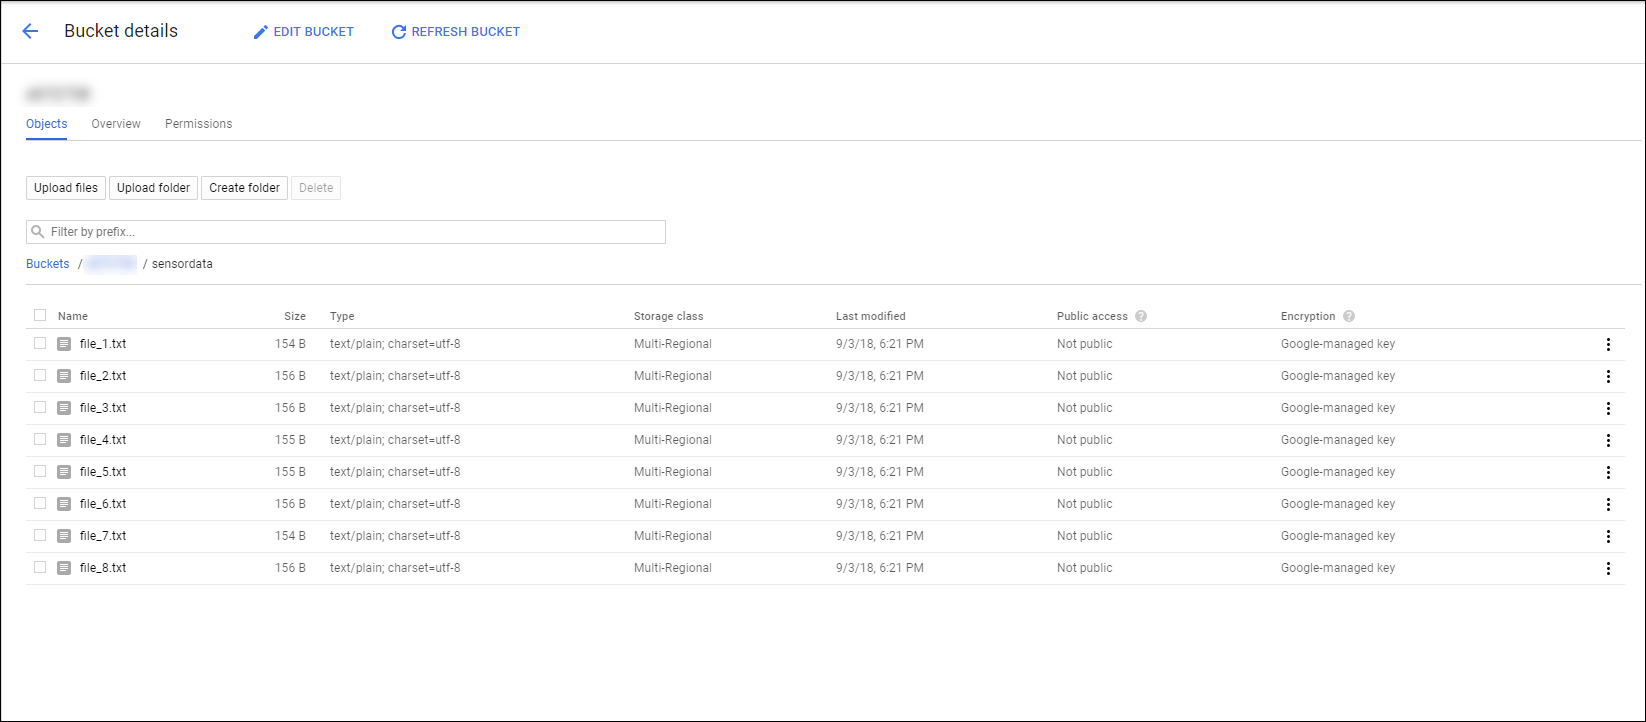 Bucket details EDIT BUCKET REFRESH BUCKET
Objects Overview Permissions
Upload files Upload folder Create folder Delete
Filter by prefix...
Buckets / / sensordata
Name Size Type Storage class Last modified Public access ? Encryption ?
file_1.txt 154 B text/plain; charset=utf-8 Multi-Regional 9/3/18, 6:21 PM Not public Google-managed key
file_2.txt 156 B text/plain; charset=utf-8 Multi-Regional 9/3/18, 6:21 PM Not public Google-managed key
file_3.txt 156 B text/plain; charset=utf-8 Multi-Regional 9/3/18, 6:21 PM Not public Google-managed key
file_4.txt 155 B text/plain; charset=utf-8 Multi-Regional 9/3/18, 6:21 PM Not public Google-managed key
file_5.txt 155 B text/plain; charset=utf-8 Multi-Regional 9/3/18, 6:21 PM Not public Google-managed key
file_6.txt 156 B text/plain; charset=utf-8 Multi-Regional 9/3/18, 6:21 PM Not public Google-managed key
file_7.txt 154 B text/plain; charset=utf-8 Multi-Regional 9/3/18, 6:21 PM Not public Google-managed key
file_8.txt 156 B text/plain; charset=utf-8 Multi-Regional 9/3/18, 6:21 PM Not public Google-managed key